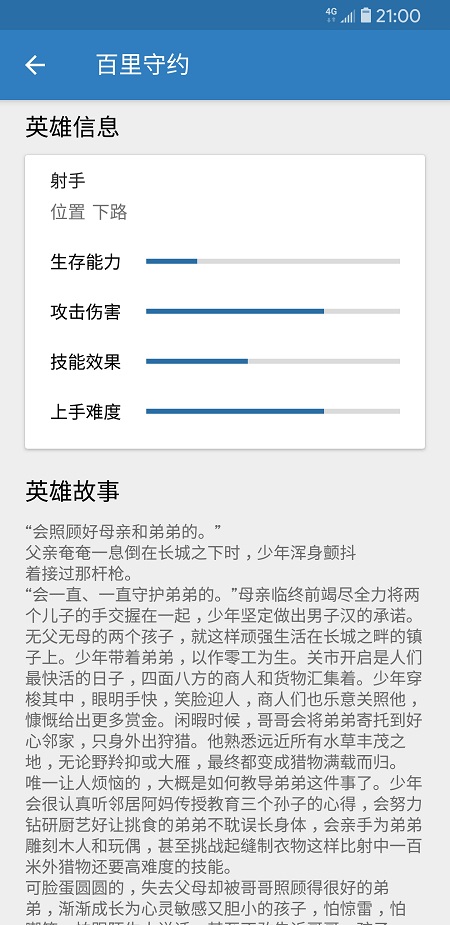 4G 21:00
百里守约
英雄信息
射手
位置 下路
生存能力
攻击伤害
技能效果
上手难度
英雄故事
“会照顾好母亲和弟弟的。”
父亲奄奄一息倒在长城之下时，少年浑身颤抖
着接过那杆枪。
“会一直、一直守护弟弟的。”母亲临终前竭尽全力将两
个儿子的手交握在一起，少年坚定做出男子汉的承诺。
无父无母的两个孩子，就这样顽强生活在长城之畔的镇
子上。少年带着弟弟，以作零工为生。关市开启是人们
最快活的日子，四面八方的商人和货物汇集着。少年穿
梭其中，眼明手快，笑脸迎人，商人们也乐意关照他，
慷慨给出更多赏金。闲暇时候，哥哥会将弟弟寄托到好
心邻家，只身外出狩猎。他熟悉远近所有水草丰茂之
地，无论野羚抑或大雁，最终都变成猎物满载而归。
唯一让人烦恼的，大概是如何教导弟弟这件事了。少年
会很认真听邻居阿妈传授教育三个孙子的心得，会努力
钻研厨艺好让挑食的弟弟不耽误长身体，会亲手为弟弟
雕刻木人和玩偶，甚至挑战起缝制衣物这样比射中一百
米外猎物还要高难度的技能。
可脸蛋圆圆的，失去父母却被哥哥照顾得很好的弟
弟，渐渐成长为心灵敏感又胆小的孩子，怕惊雷，怕